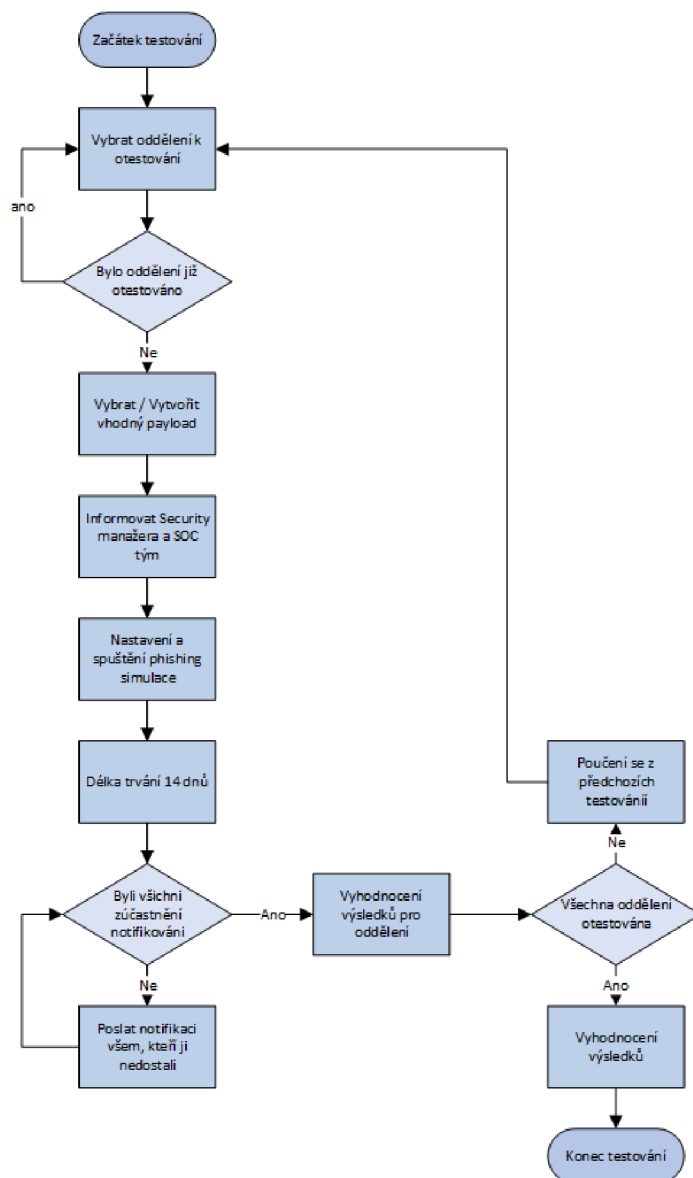 Začátek testování
Vybrat oddělení k
otestování
ano
Bylo oddělení již
otestováno
Ne
Vybrat / Vytvořit
vhodný payload
Informovat Security
manažera a SOC
tým
Nastavení a
spuštění phishing
simulace
Délka trvání 14 dnů
Byli všichni
zúčastnění
notifikováni
Ano
Ne
Poslat notifikaci
všem, kteří ji
nedostali
Vyhodnocení
výsledků pro
oddělení
Všechna oddělení
otestována
Ne
Poučení se z
předchozích
testováníí
Ano
Vyhodnocení
výsledků
Konec testování